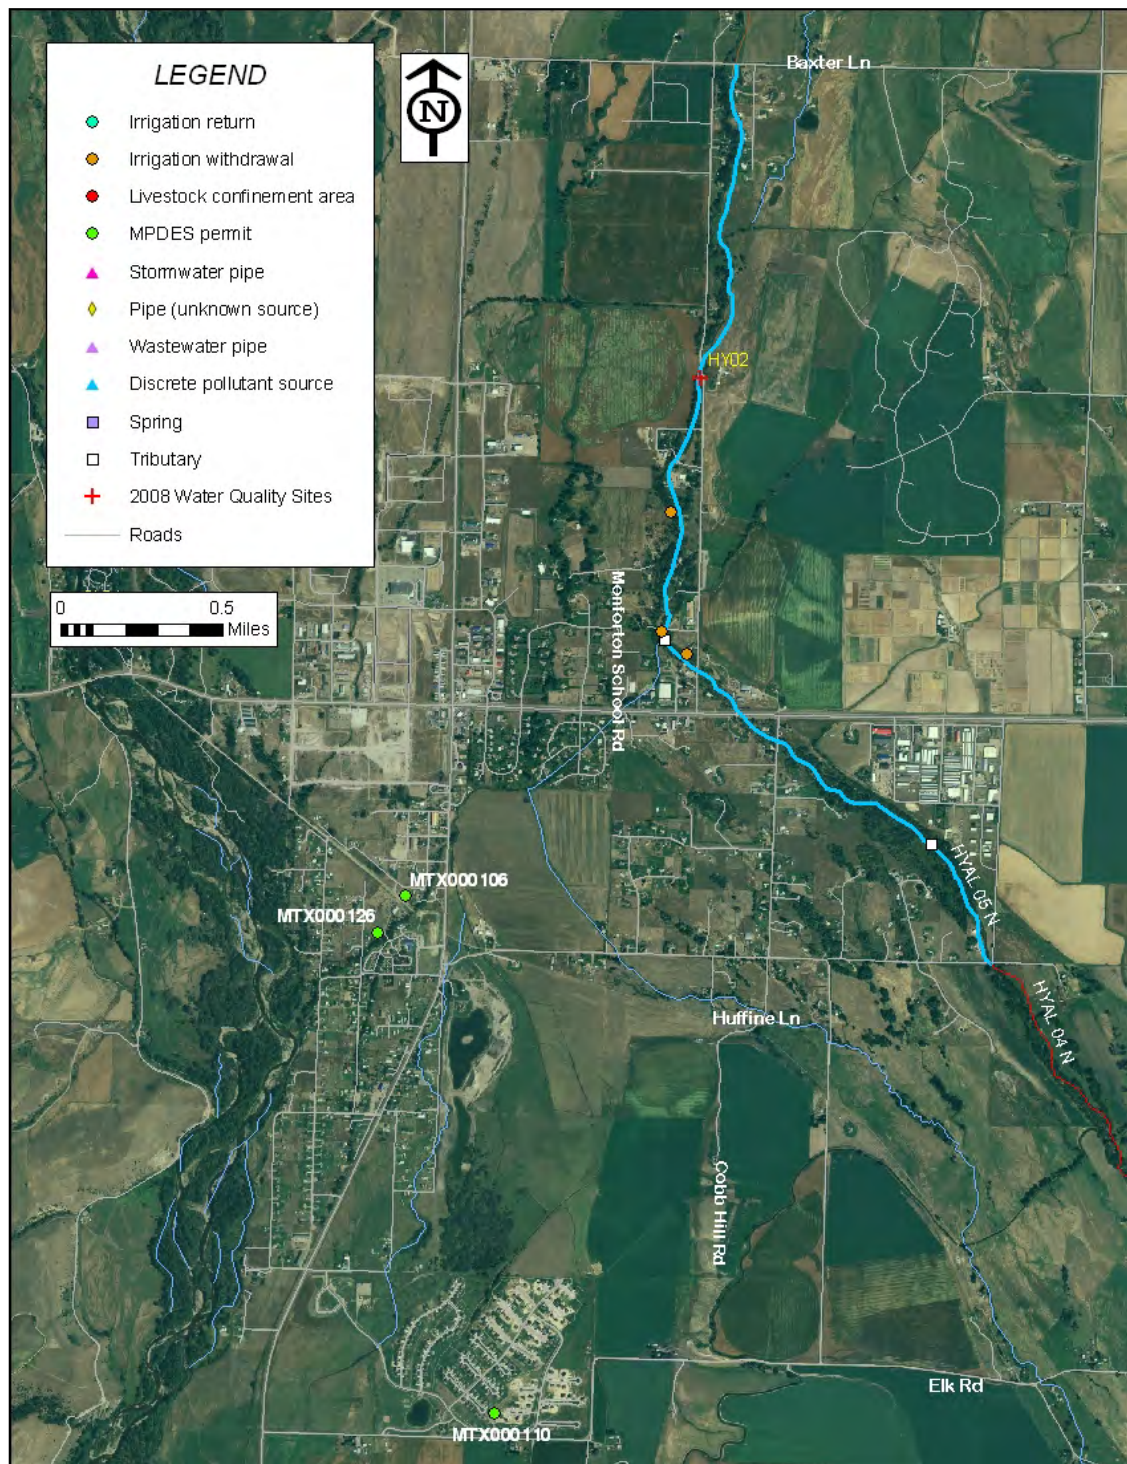 LEGEND
Irrigation return
Irrigation withdrawal
Livestock confinement area
MPDES permit
Stormwater pipe
Pipe (unknown source)
Wastewater pipe
Discrete pollutant source
Spring
Tributary
2008 Water Quality Sites
Roads
0 0.5
Miles
N
Baxter Ln
HY02
Monforton School Rd
HYAL 05 N
MTX000106
MTX000126
HYAL 04 N
Huffine Ln
Cobb Hill Rd
Elk Rd
MTX000110